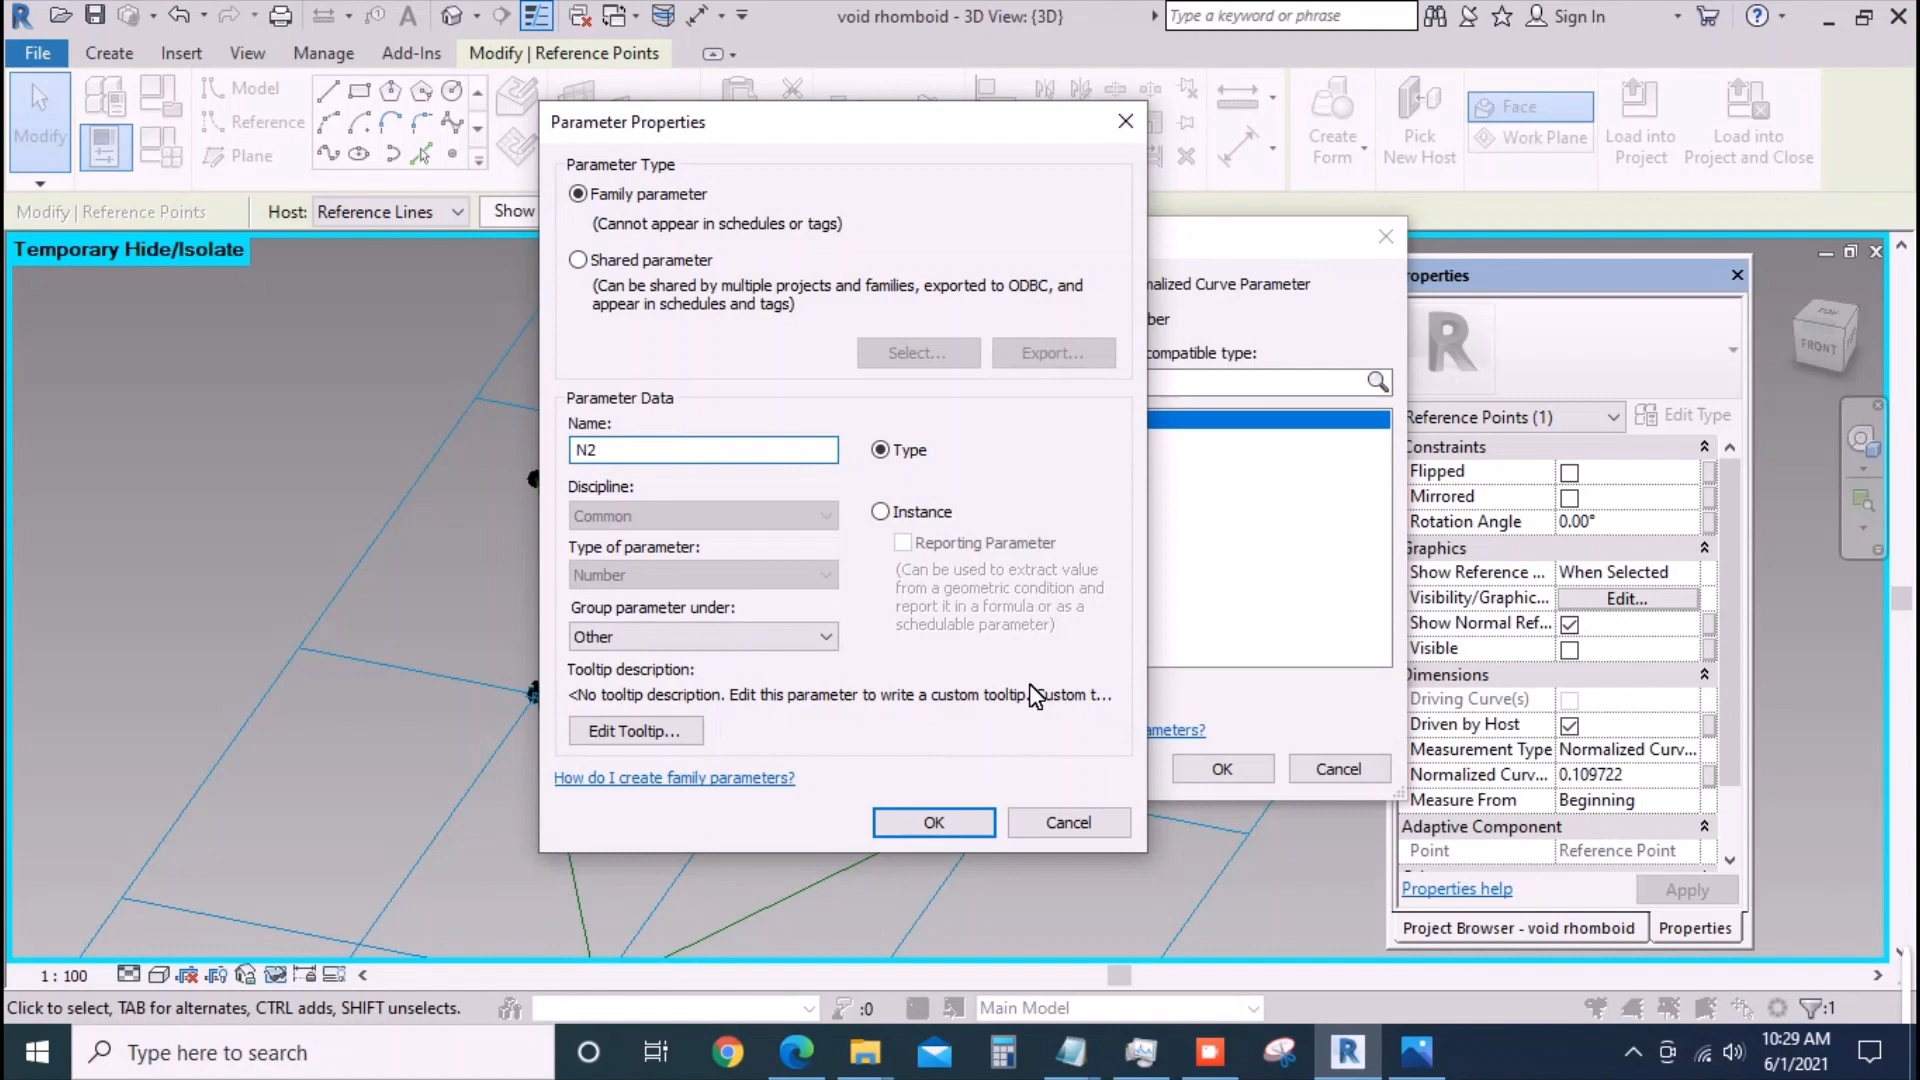 void rhomboid - 3D View: {3D}
Type a keyword or phrase
Sign In
File
Create
Insert
View
Manage
Add-Ins
Modify | Reference Points
Modify
Model
Reference
Plane
Create Form
Pick New Host
Face
Work Plane
Load into Project
Load into Project and Close
Modify | Reference Points
Host:
Reference Lines
Show
Temporary Hide/Isolate
Parameter Properties
Parameter Type
Family parameter
(Cannot appear in schedules or tags)
Shared parameter
(Can be shared by multiple projects and families, exported to ODBC, and
appear in schedules and tags)
Select...
Export...
Parameter Data
Name:
N2
Type
Discipline:
Common
Instance
Reporting Parameter
Type of parameter:
Number
(Can be used to extract value
from a geometric condition and
report it in a formula or as a
schedulable parameter)
Group parameter under:
Other
Tooltip description:
<No tooltip description. Edit this parameter to write a custom tooltip. Custom t...
Edit Tooltip...
How do I create family parameters?
OK
Cancel
malized Curve Parameter
ber
compatible type:
ameters?
OK
Cancel
operties
TOP
FRONT
Reference Points (1)
Edit Type
Constraints
Flipped
Mirrored
Rotation Angle 0.00°
Graphics
Show Reference ... When Selected
Visibility/Graphic... Edit...
Show Normal Ref...
Visible
Dimensions
Driving Curve(s)
Driven by Host
Measurement Type Normalized Curv...
Normalized Curv... 0.109722
Measure From Beginning
Adaptive Component
Point Reference Point
Properties help
Apply
Project Browser - void rhomboid
Properties
1 : 100
Click to select, TAB for alternates, CTRL adds, SHIFT unselects.
:0
Main Model
:1
Type here to search
10:29 AM
6/1/2021